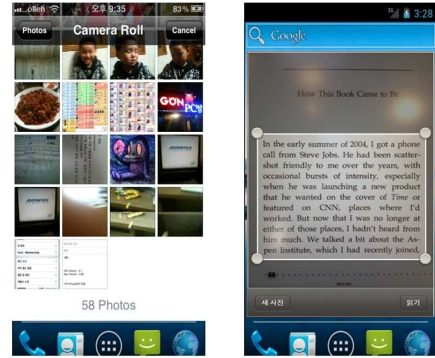 olleh 오후 9:35 83%
Photos Camera Roll Cancel
GON
PC
58 Photos
3G 3:28
Google
How This Book Came to Be
In the early summer of 2004, I got a phone
call from Steve Jobs. He had been scatter-
shot friendly to me over the years, with
occasional bursts of intensity, especially
when he was launching a new product
that he wanted on the cover of Time or
featured on CNN, places where I'd
worked. But now that I was no longer at
either of those places, I hadn't heard from
him much. We talked a bit about the As-
pen Institute, which I had recently joined,
새 사진 읽기